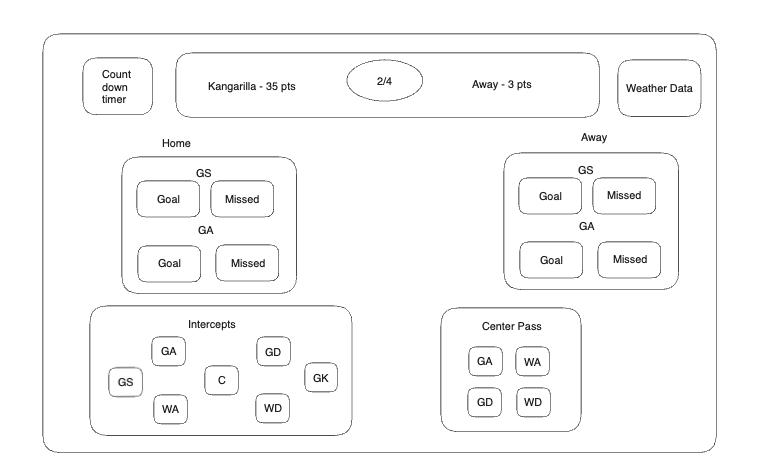 Count
down
timer
Kangarilla - 35 pts
2/4
Away - 3 pts
Weather Data
Home
Away
GS
Goal
Missed
GA
Goal
Missed
GS
Goal
Missed
GA
Goal
Missed
Intercepts
GA
GD
GS
C
GK
WA
WD
Center Pass
GA
WA
GD
WD